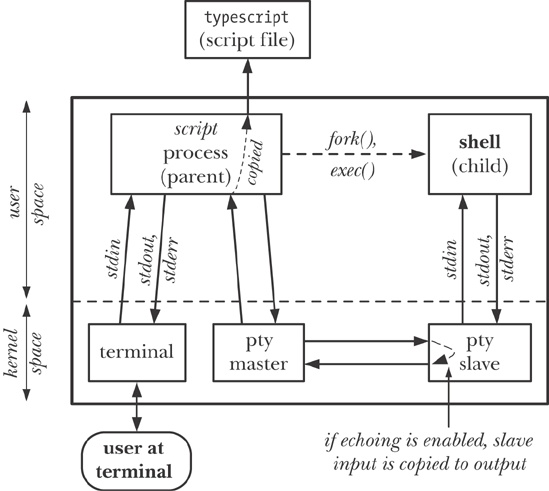 typescript
(script file)
script
process
(parent)
copied
fork(),
exec()
shell
(child)
user
space
stdin
stdout,
stderr
stdin
stdout,
stderr
kernel
space
terminal
pty
master
pty
slave
user at
terminal
if echoing is enabled, slave
input is copied to output